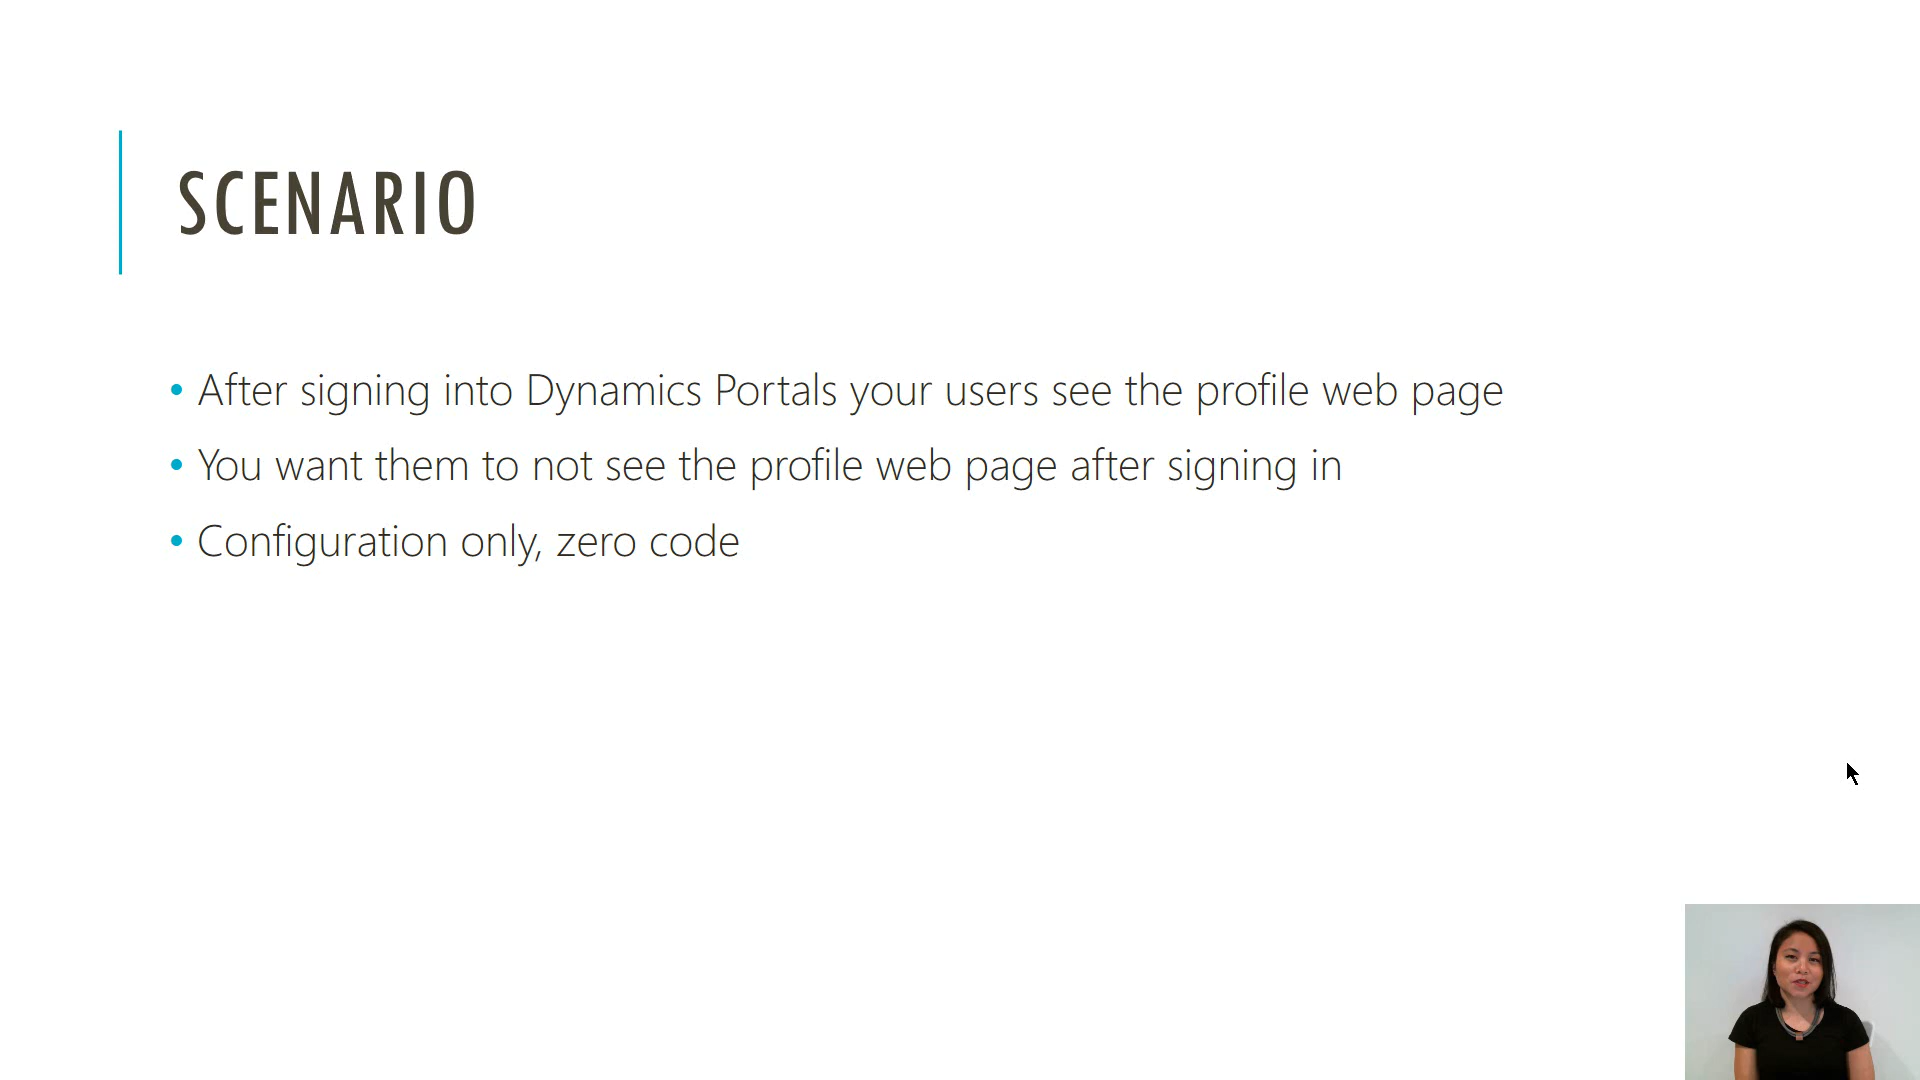 SCENARIO
• After signing into Dynamics Portals your users see the profile web page
• You want them to not see the profile web page after signing in
• Configuration only, zero code